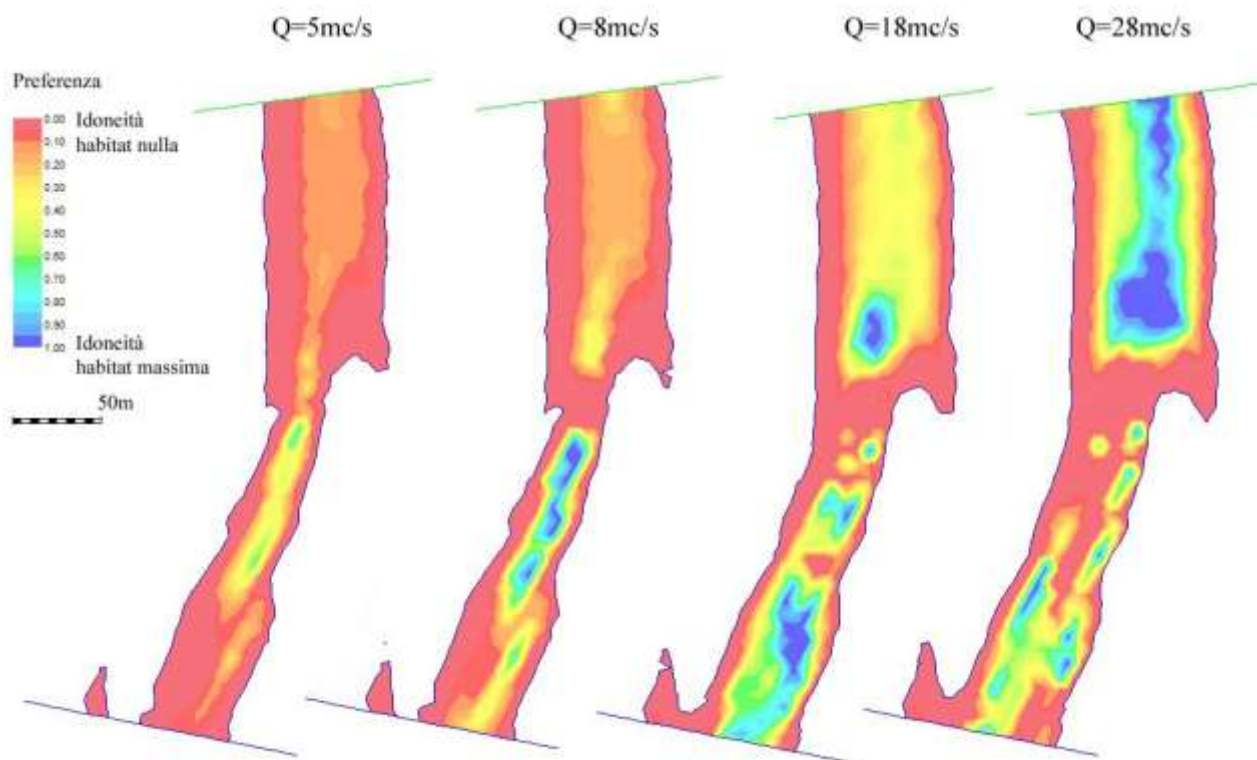 Q=5mc/s
Q=8mc/s
Q=18mc/s
Q=28mc/s
Preferenza
0.00
0.10
0.20
0.30
0.40
0.50
0.60
0.70
0.80
0.90
1.00
Idoneità
habitat nulla
Idoneità
habitat massima
50m